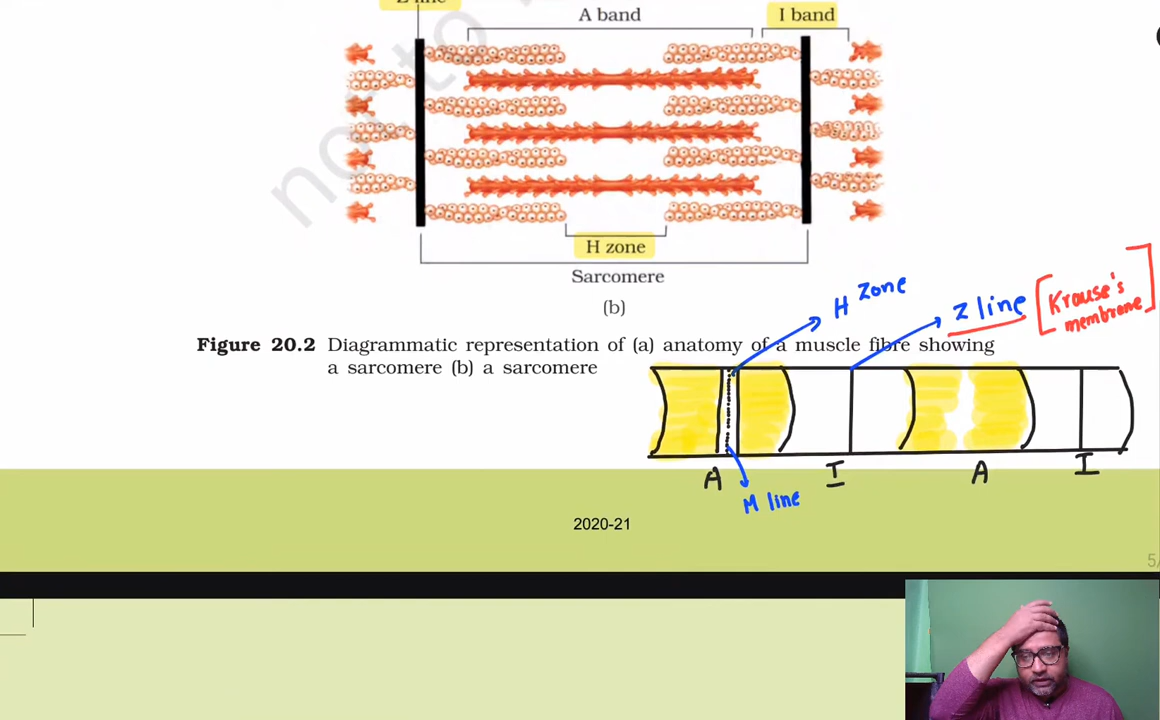 Z line
A band
I band
H zone
Sarcomere
(b)
H Zone
Z line [Krause's
membrane]
Figure 20.2 Diagrammatic representation of (a) anatomy of a muscle fibre showing
a sarcomere (b) a sarcomere
A
I
A
I
M line
2020-21